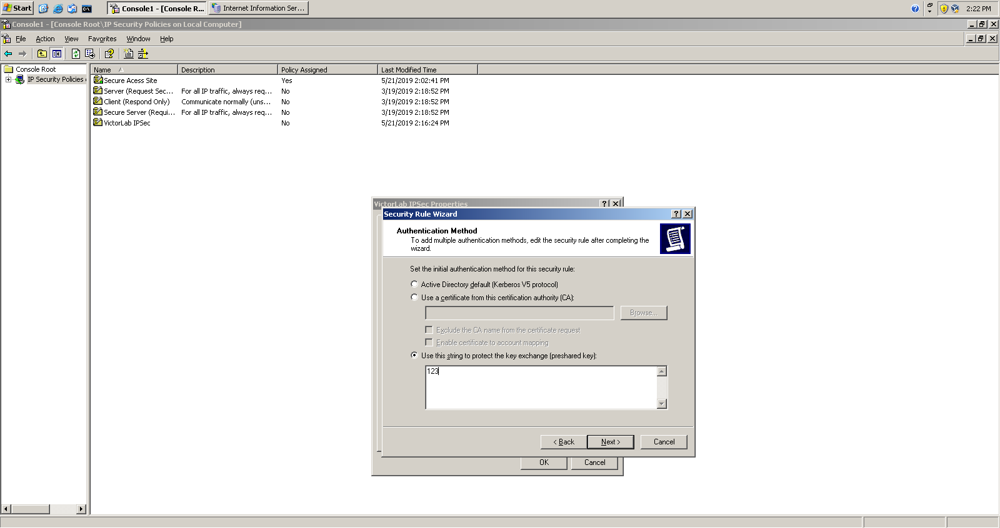 Start
Console1 - [Console R...
Internet Information Ser...
2:22 PM
Console1 - [Console Root\IP Security Policies on Local Computer]
File Action View Favorites Window Help
Console Root
IP Security Policies
Name Description Policy Assigned Last Modified Time
Secure Acess Site Yes 5/21/2019 2:02:41 PM
Server (Request Sec... For all IP traffic, always req... No 3/19/2019 2:18:52 PM
Client (Respond Only) Communicate normally (uns... No 3/19/2019 2:18:52 PM
Secure Server (Requi... For all IP traffic, always req... No 3/19/2019 2:18:52 PM
VictorLab IPSec No 5/21/2019 2:16:24 PM
VictorLab IPSec Properties
Security Rule Wizard
Authentication Method
To add multiple authentication methods, edit the security rule after completing the
wizard.
Set the initial authentication method for this security rule:
Active Directory default (Kerberos V5 protocol)
Use a certificate from this certification authority (CA):
Browse...
Exclude the CA name from the certificate request
Enable certificate to account mapping
Use this string to protect the key exchange (preshared key):
123
< Back Next > Cancel
OK Cancel